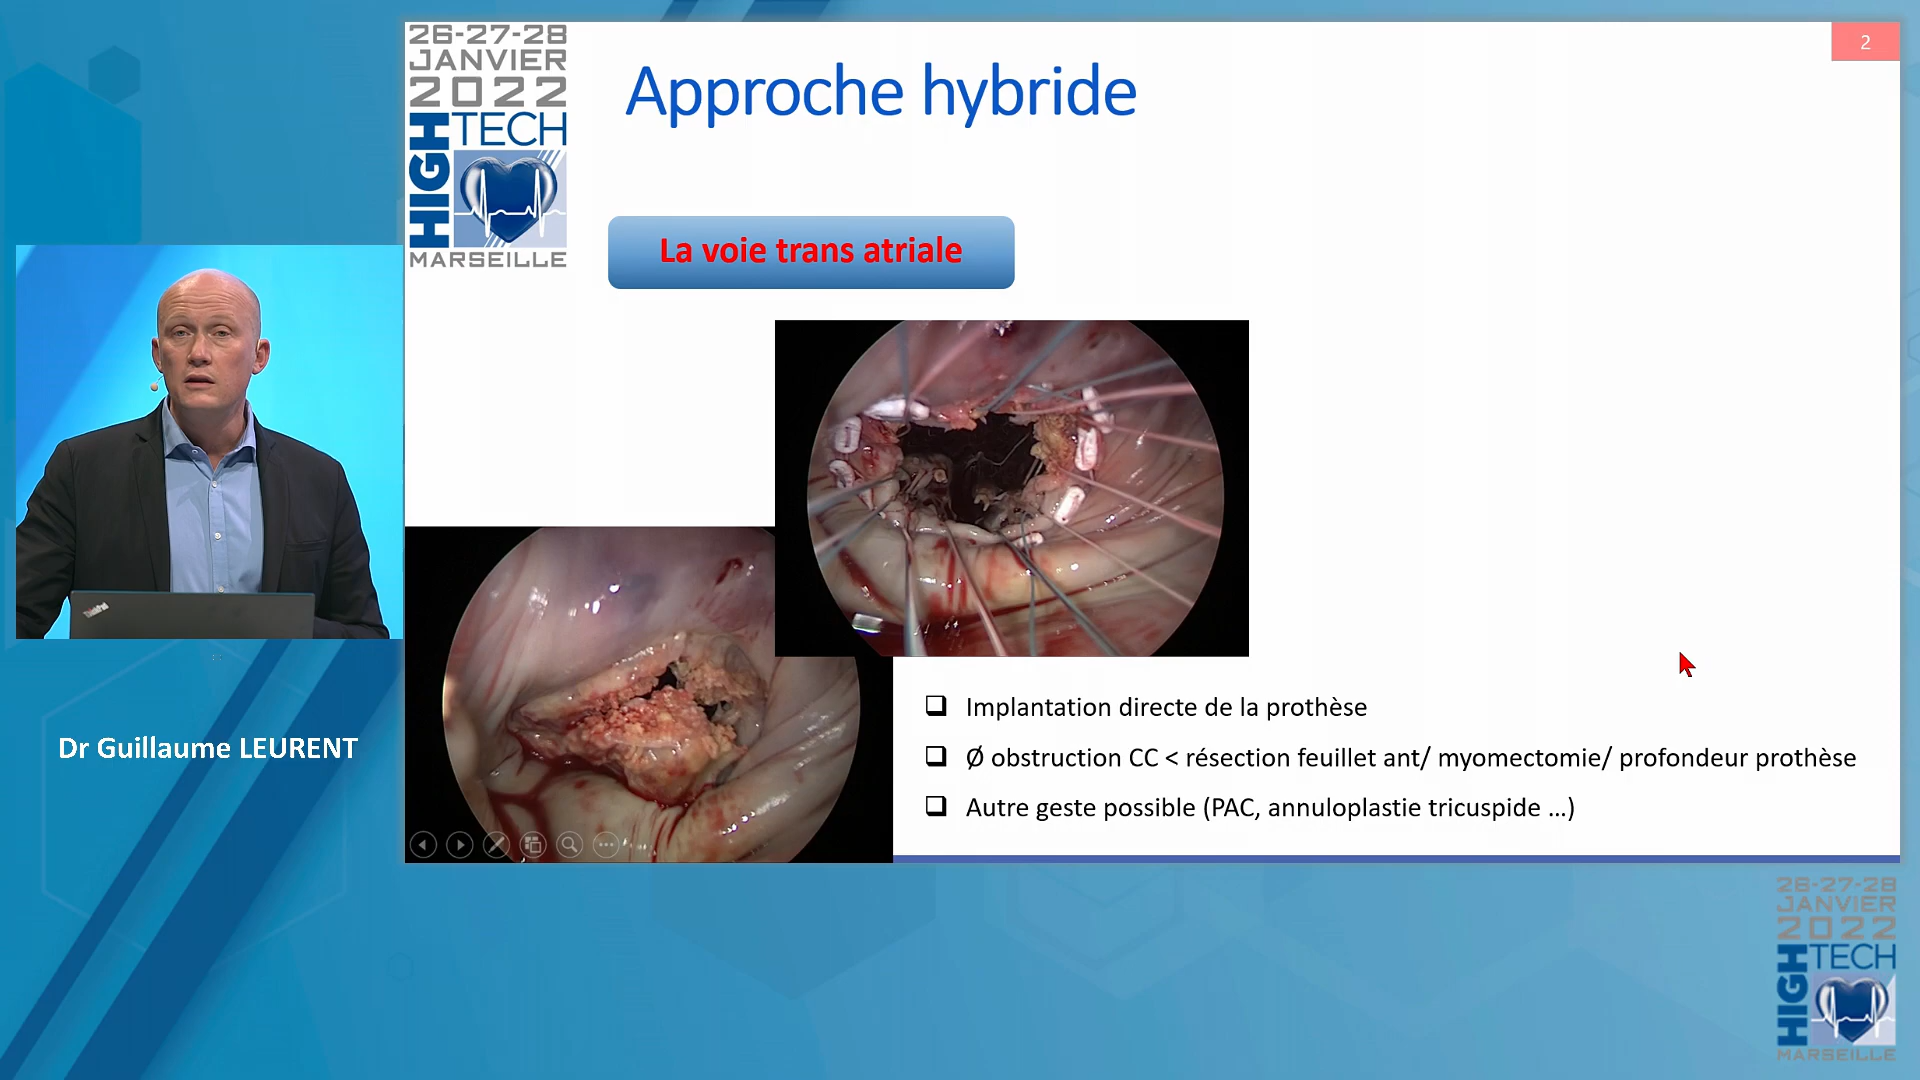 26-27-28
JANVIER
2022
HIGH TECH
MARSEILLE
Approche hybride
2
La voie trans atriale
Implantation directe de la prothèse
Ø obstruction CC < résection feuillet ant/ myomectomie/ profondeur prothèse
Autre geste possible (PAC, annuloplastie tricuspide ...)
Dr Guillaume LEURENT
26-27-28
JANVIER
2022
HIGH TECH
MARSEILLE